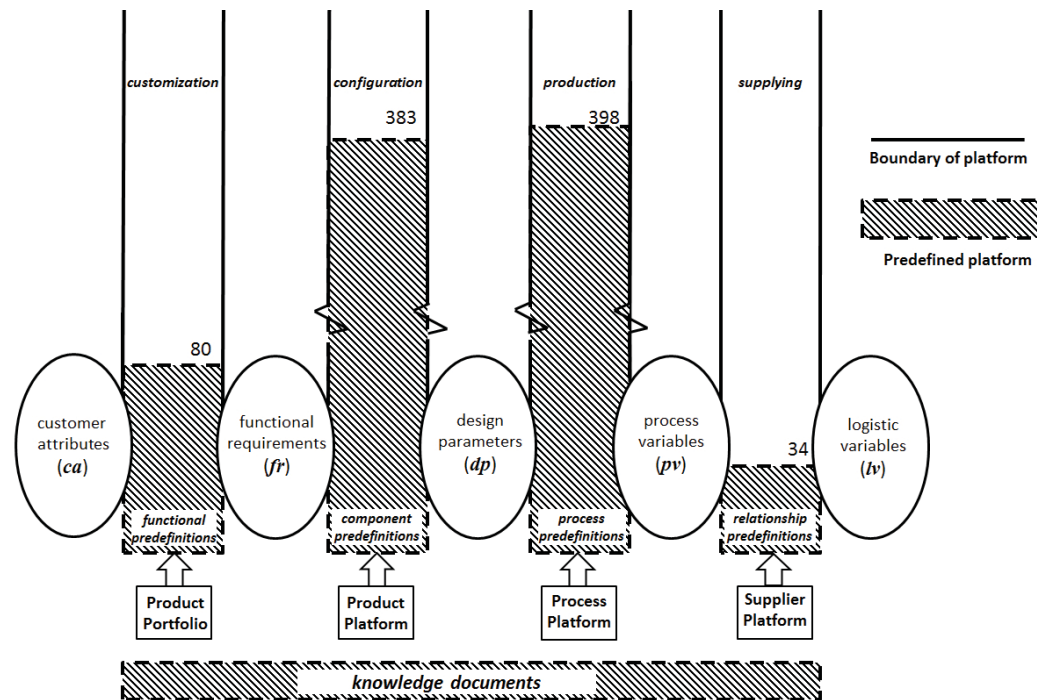 customization
configuration
production
supplying
383
398
Boundary of platform
Predefined platform
80
customer
attributes
(ca)
functional
requirements
(fr)
design
parameters
(dp)
process
variables
(pv)
34
logistic
variables
(lv)
functional
predefinitions
component
predefinitions
process
predefinitions
relationship
predefinitions
Product
Portfolio
Product
Platform
Process
Platform
Supplier
Platform
knowledge documents